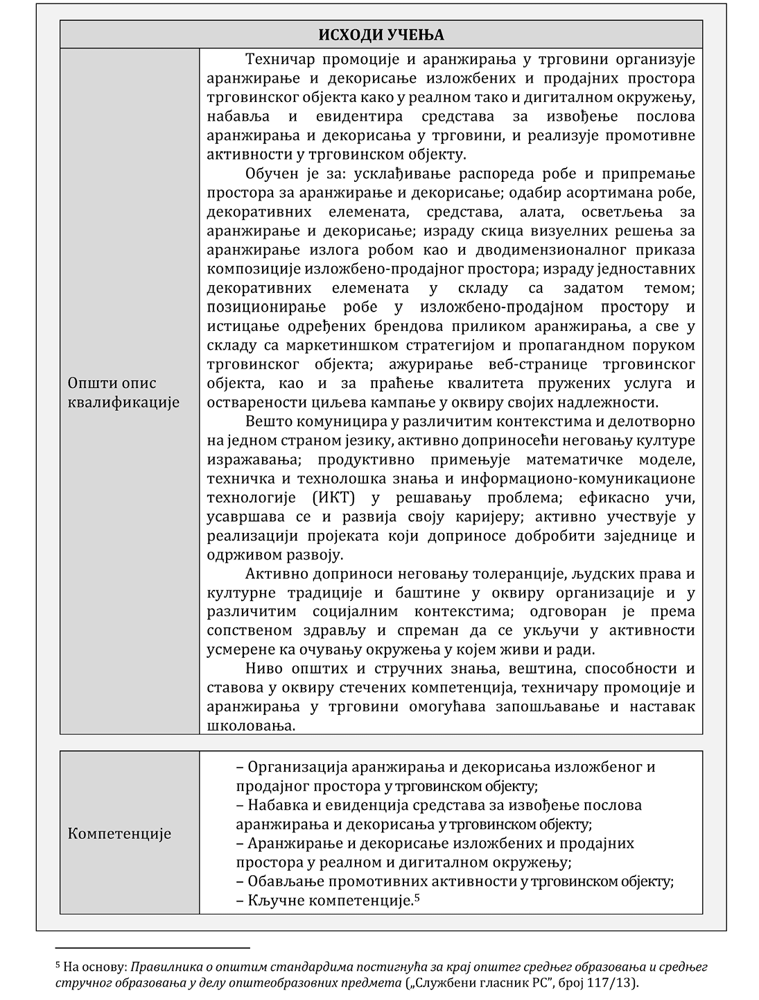 ИСХОДИ УЧЕЊА
Општи опис
квалификације
Техничар промоције и аранжирања у трговини организује
аранжирање и декорисање изложбених и продајних простора
трговинског објекта како у реалном тако и дигиталном окружењу,
набавља и евидентира средстава за извођење послова
аранжирања и декорисања у трговини, и реализује промотивне
активности у трговинском објекту.
Обучен је за: усклађивање распореда робе и припремање
простора за аранжирање и декорисање; одабир асортимана робе,
декоративних елемената, средстава, алата, осветљења за
аранжирање и декорисање; израду скица визуелних решења за
аранжирање излога робом као и дводимензионалног приказа
композиције изложбено-продајног простора; израду једноставних
декоративних елемената у складу са задатом темом;
позиционирање робе у изложбено-продајном простору и
истицање одређених брендова приликом аранжирања, а све у
складу са маркетиншком стратегијом и пропагандном поруком
трговинског објекта; ажурирање веб-странице трговинског
објекта, као и за праћење квалитета пружених услуга и
остварености циљева кампање у оквиру својих надлежности.
Вешто комуницира у различитим контекстима и делотворно
на једном страном језику, активно доприносећи неговању културе
изражавања; продуктивно примењује математичке моделе,
техничка и технолошка знања и информационо-комуникационе
технологије (ИКТ) у решавању проблема; ефикасно учи,
усавршава се и развија своју каријеру; активно учествује у
реализацији пројеката који доприносе добробити заједнице и
одрживом развоју.
Активно доприноси неговању толеранције, људских права и
културне традиције и баштине у оквиру организације и у
различитим социјалним контекстима; одговоран је према
сопственом здрављу и спреман да се укључи у активности
усмерене ка очувању окружења у којем живи и ради.
Ниво општих и стручних знања, вештина, способности и
ставова у оквиру стечених компетенција, техничару промоције и
аранжирања у трговини омогућава запошљавање и наставак
школовања.
Компетенције
– Организација аранжирања и декорисања изложбеног и
продајног простора у трговинском објекту;
– Набавка и евиденција средстава за извођење послова
аранжирања и декорисања у трговинском објекту;
– Аранжирање и декорисање изложбених и продајних
простора у реалном и дигиталном окружењу;
– Обављање промотивних активности у трговинском објекту;
– Кључне компетенције.⁵
⁵ На основу: Правилника о општим стандардима постигнућа за крај општег средњег образовања и средњег
стручног образовања у делу општеобразовних предмета („Службени гласник РС”, број 117/13).